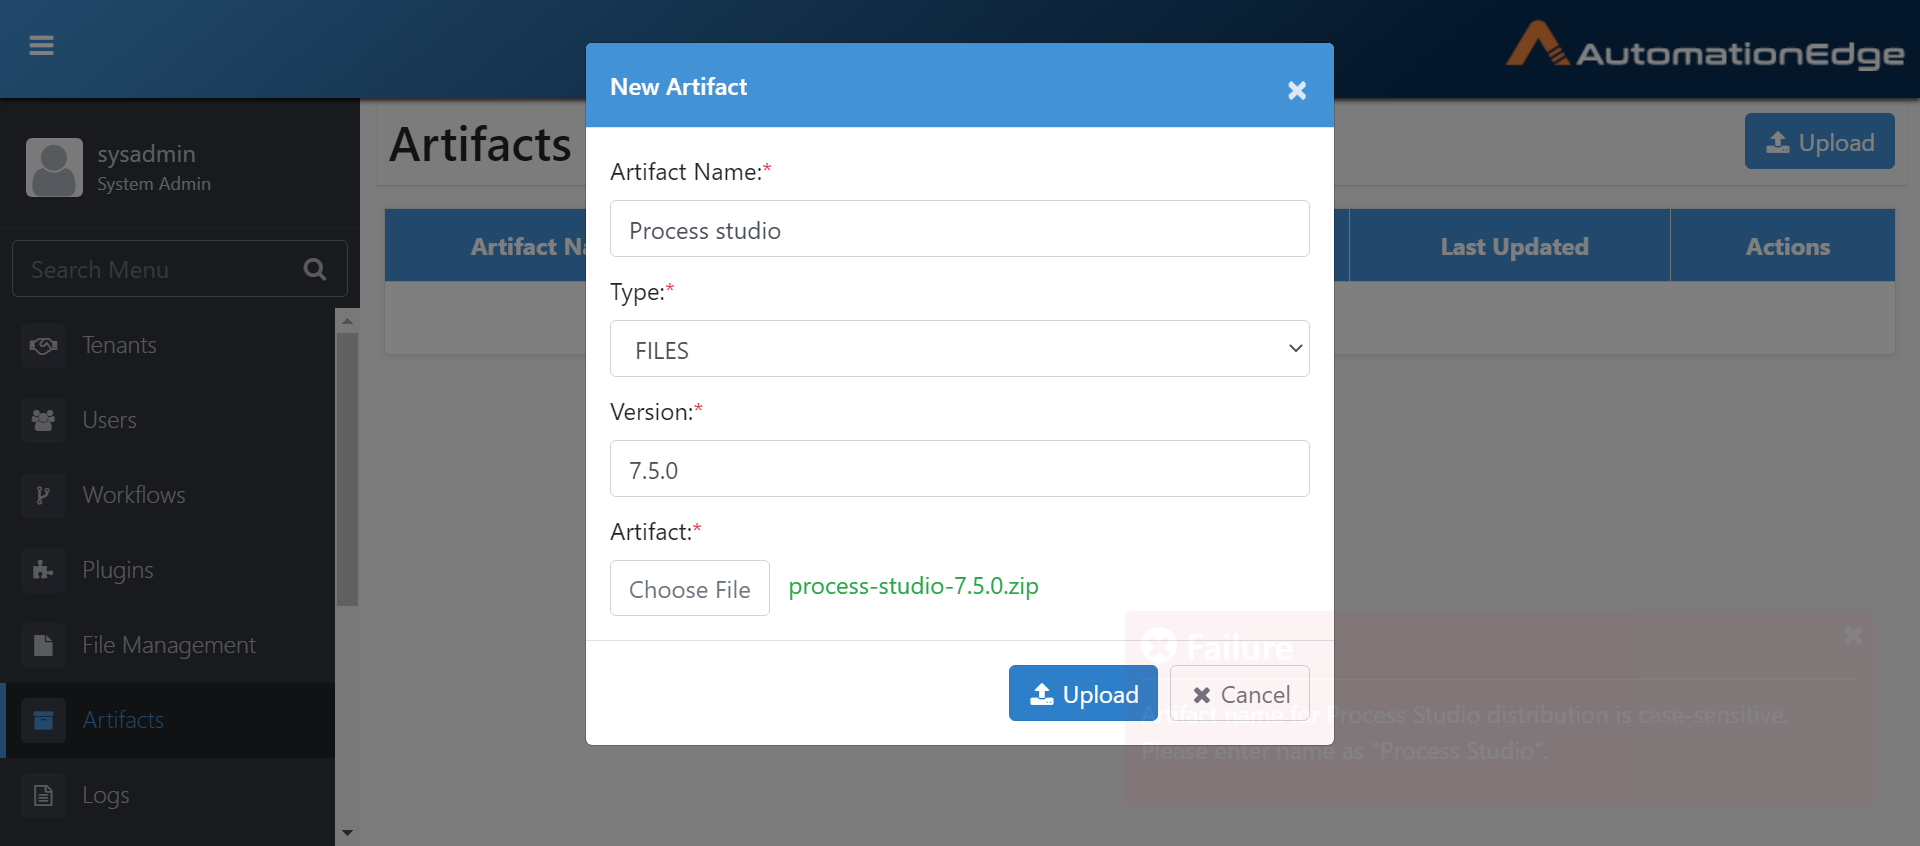 AutomationEdge
sysadmin
System Admin
Search Menu
Tenants
Users
Workflows
Plugins
File Management
Artifacts
Logs
Artifacts
Upload
Artifact Na
Last Updated
Actions
New Artifact
Artifact Name:*
Process studio
Type:*
FILES
Version:*
7.5.0
Artifact:*
Choose File process-studio-7.5.0.zip
Upload
Cancel
Failure
Artifact name for Process Studio distribution is case-sensitive.
Please enter name as "Process Studio".